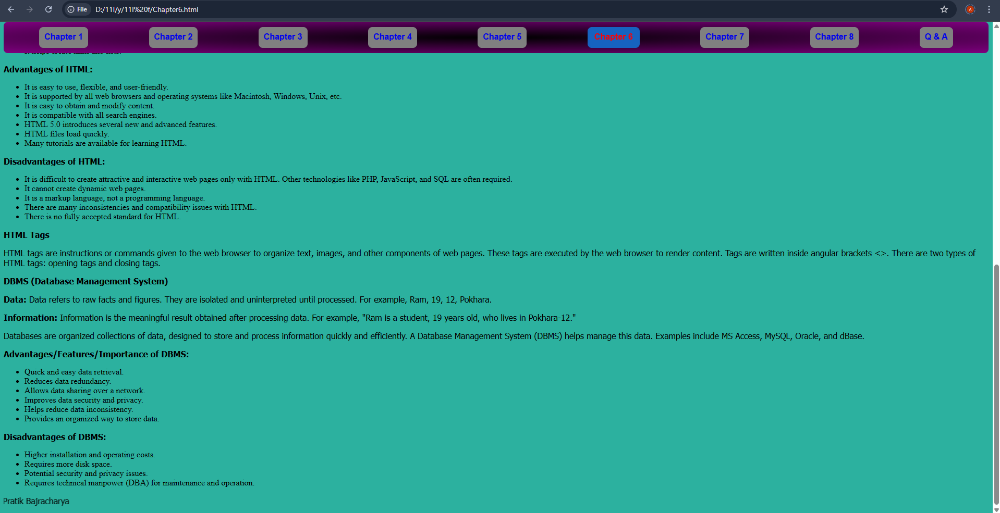 File D:/11I/y/11I%20f/Chapter6.html
Chapter 1 Chapter 2 Chapter 3 Chapter 4 Chapter 5 Chapter 6 Chapter 7 Chapter 8 Q & A
Advantages of HTML:
It is easy to use, flexible, and user-friendly.
It is supported by all web browsers and operating systems like Macintosh, Windows, Unix, etc.
It is easy to obtain and modify content.
It is compatible with all search engines.
HTML 5.0 introduces several new and advanced features.
HTML files load quickly.
Many tutorials are available for learning HTML.
Disadvantages of HTML:
It is difficult to create attractive and interactive web pages only with HTML. Other technologies like PHP, JavaScript, and SQL are often required.
It cannot create dynamic web pages.
It is a markup language, not a programming language.
There are many inconsistencies and compatibility issues with HTML.
There is no fully accepted standard for HTML.
HTML Tags
HTML tags are instructions or commands given to the web browser to organize text, images, and other components of web pages. These tags are executed by the web browser to render content. Tags are written inside angular brackets <>. There are two types of
HTML tags: opening tags and closing tags.
DBMS (Database Management System)
Data: Data refers to raw facts and figures. They are isolated and uninterpreted until processed. For example, Ram, 19, 12, Pokhara.
Information: Information is the meaningful result obtained after processing data. For example, "Ram is a student, 19 years old, who lives in Pokhara-12."
Databases are organized collections of data, designed to store and process information quickly and efficiently. A Database Management System (DBMS) helps manage this data. Examples include MS Access, MySQL, Oracle, and dBase.
Advantages/Features/Importance of DBMS:
Quick and easy data retrieval.
Reduces data redundancy.
Allows data sharing over a network.
Improves data security and privacy.
Helps reduce data inconsistency.
Provides an organized way to store data.
Disadvantages of DBMS:
Higher installation and operating costs.
Requires more disk space.
Potential security and privacy issues.
Requires technical manpower (DBA) for maintenance and operation.
Pratik Bajracharya